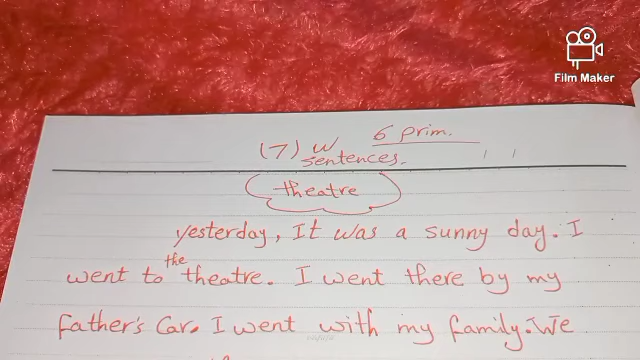 Film Maker
6 prim.
(7) w
sentences.
theatre
yesterday, It was a sunny day. I
went to the theatre. I went there by my
Father's Car. I went with my family. We